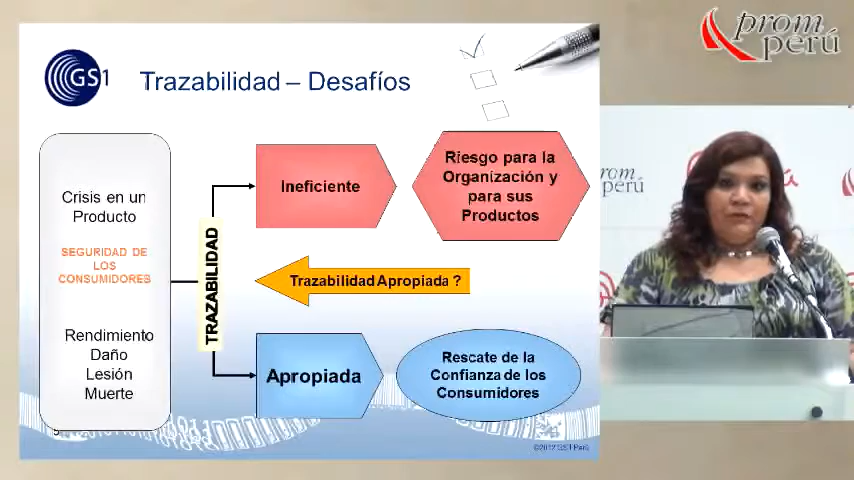 GS1
Trazabilidad – Desafíos
Crisis en un
Producto
SEGURIDAD DE
LOS
CONSUMIDORES
Rendimiento
Daño
Lesión
Muerte
TRAZABILIDAD
Ineficiente
Riesgo para la
Organización y
para sus
Productos
Trazabilidad Apropiada ?
Apropiada
Rescate de la
Confianza de los
Consumidores
©2012 GS1 Perú
prom
perú
rom
perú